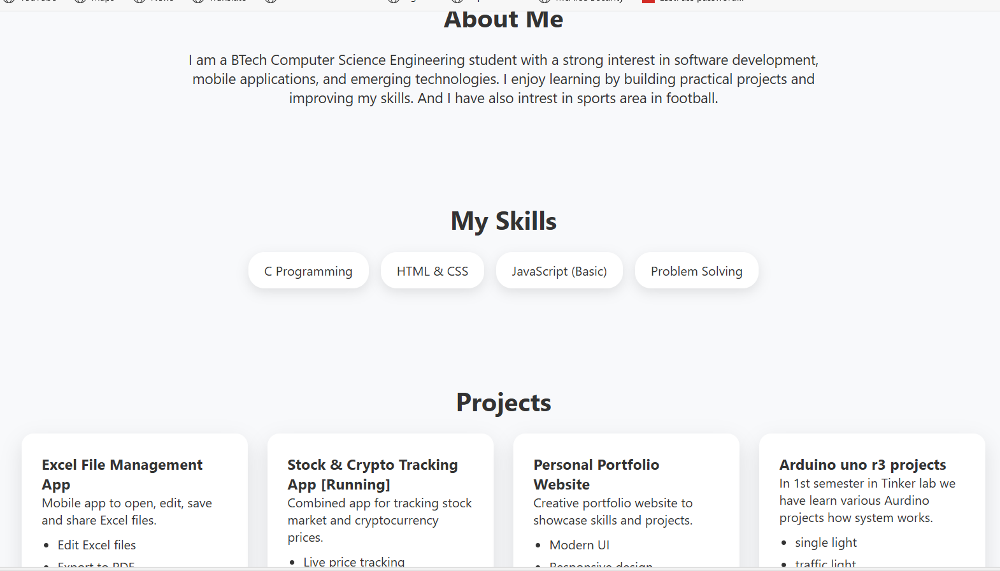 About Me
I am a BTech Computer Science Engineering student with a strong interest in software development,
mobile applications, and emerging technologies. I enjoy learning by building practical projects and
improving my skills. And I have also intrest in sports area in football.
My Skills
C Programming
HTML & CSS
JavaScript (Basic)
Problem Solving
Projects
Excel File Management
App
Mobile app to open, edit, save
and share Excel files.
• Edit Excel files
• Export to PDF
Stock & Crypto Tracking
App [Running]
Combined app for tracking stock
market and cryptocurrency
prices.
• Live price tracking
Personal Portfolio
Website
Creative portfolio website to
showcase skills and projects.
• Modern UI
• Responsive design
Arduino uno r3 projects
In 1st semester in Tinker lab we
have learn various Aurdino
projects how system works.
• single light
• traffic light